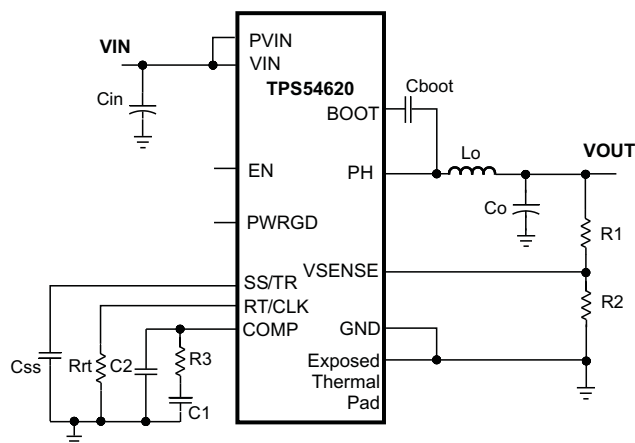 VIN
PVIN
VIN
TPS54620
Cin
BOOT
Cboot
EN
PH
Lo
VOUT
PWRGD
Co
R1
VSENSE
SS/TR
RT/CLK
R2
COMP
GND
Css
Rrt
C2
R3
C1
Exposed
Thermal
Pad